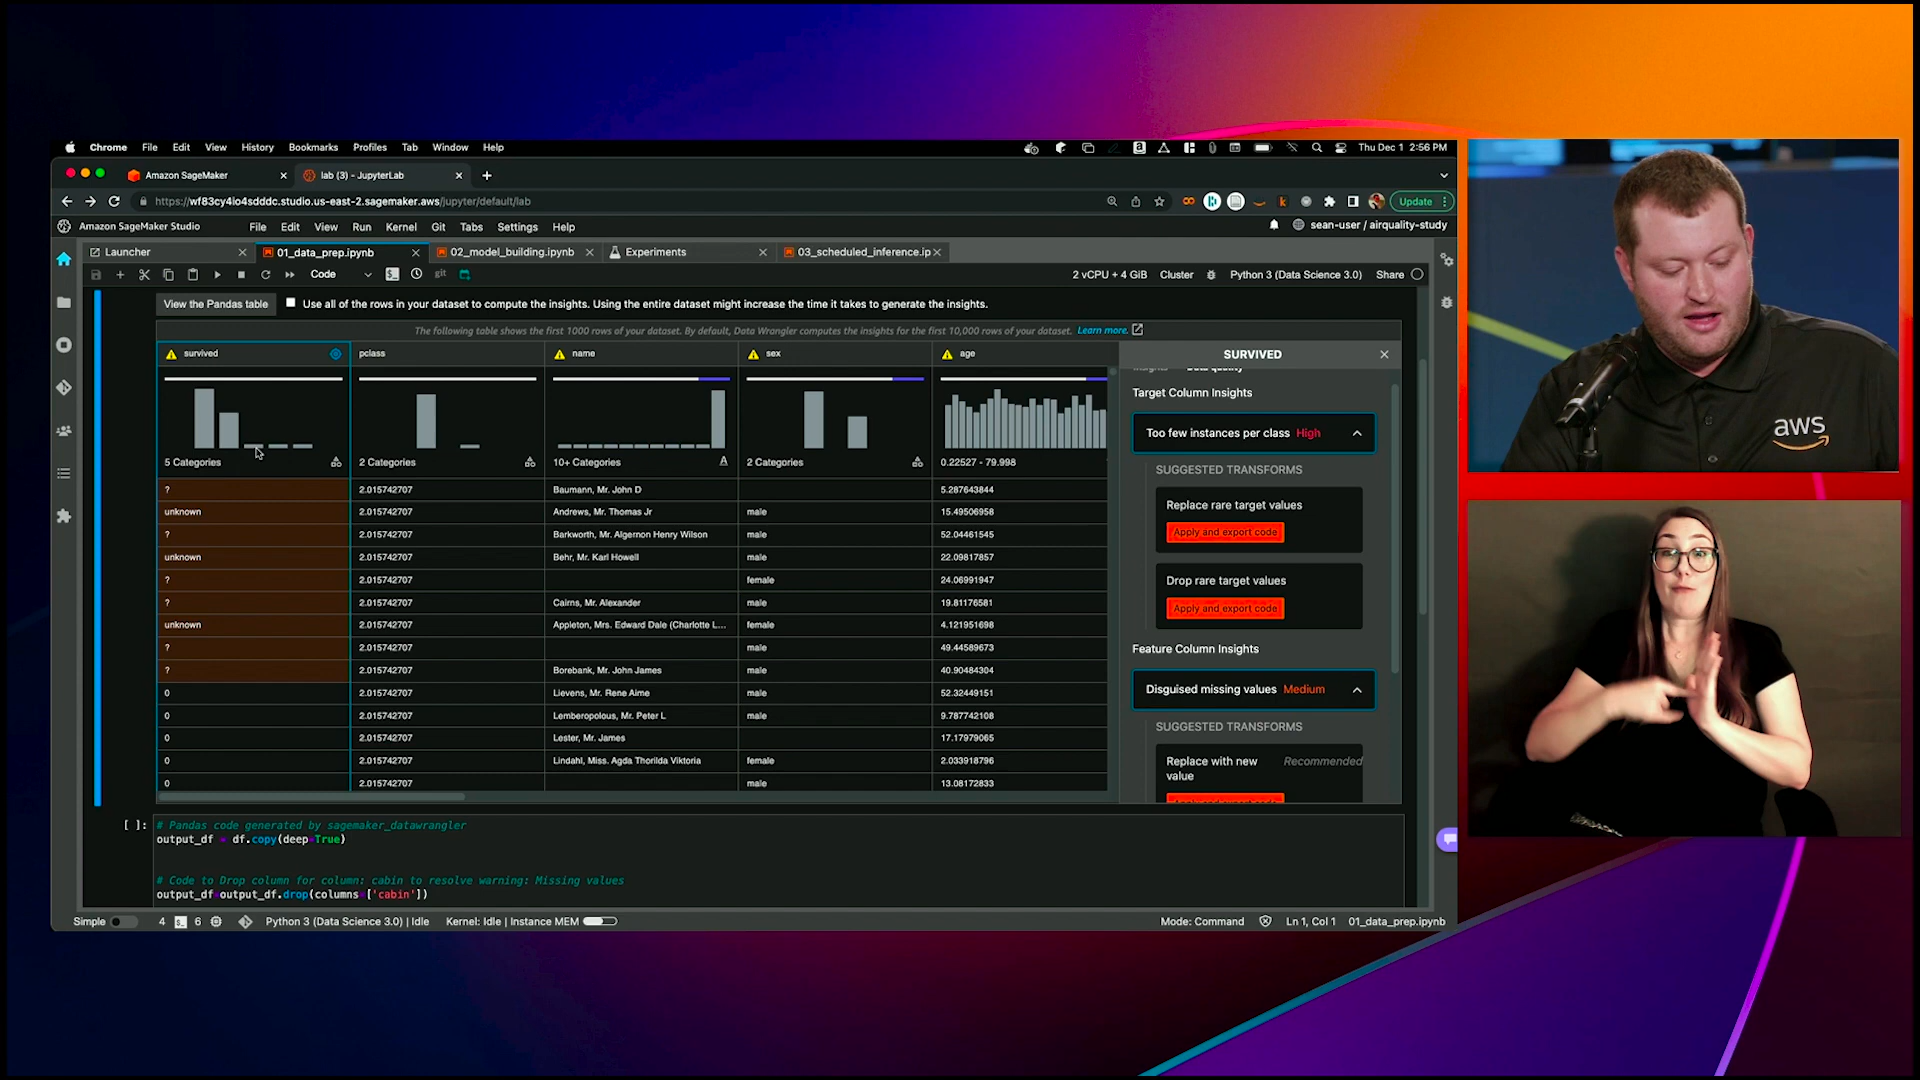 Chrome File Edit View History Bookmarks Profiles Tab Window Help
Thu Dec 1 2:56 PM
Amazon SageMaker
lab (3) - JupyterLab
https://wf83cy4io4sdddc.studio.us-east-2.sagemaker.aws/jupyter/default/lab
Update
Amazon SageMaker Studio
File Edit View Run Kernel Git Tabs Settings Help
sean-user / airquality-study
Launcher
01_data_prep.ipynb
02_model_building.ipynb
Experiments
03_scheduled_inference.ip
Code
git
2 vCPU + 4 GiB
Cluster
Python 3 (Data Science 3.0)
Share
View the Pandas table
Use all of the rows in your dataset to compute the insights. Using the entire dataset might increase the time it takes to generate the insights.
The following table shows the first 1000 rows of your dataset. By default, Data Wrangler computes the insights for the first 10,000 rows of your dataset. Learn more.
survived pclass name sex age
5 Categories 2 Categories 10+ Categories 2 Categories 0.22527 - 79.998
? 2.015742707 Baumann, Mr. John D 5.287643844
unknown 2.015742707 Andrews, Mr. Thomas Jr male 15.49506958
? 2.015742707 Barkworth, Mr. Algernon Henry Wilson male 52.04461545
unknown 2.015742707 Behr, Mr. Karl Howell male 22.09817857
? 2.015742707 female 24.06991947
? 2.015742707 Cairns, Mr. Alexander male 19.81176581
unknown 2.015742707 Appleton, Mrs. Edward Dale (Charlotte L... female 4.121951698
? 2.015742707 male 49.44589673
? 2.015742707 Borebank, Mr. John James male 40.90484304
0 2.015742707 Lievens, Mr. Rene Aime male 52.32449151
0 2.015742707 Lemberopolous, Mr. Peter L male 9.787742108
0 2.015742707 Lester, Mr. James 17.17979065
0 2.015742707 Lindahl, Miss. Agda Thorilda Viktoria female 2.033918796
0 2.015742707 male 13.08172833
SURVIVED
Target Column Insights
Too few instances per class High
SUGGESTED TRANSFORMS
Replace rare target values
Apply and export code
Drop rare target values
Apply and export code
Feature Column Insights
Disguised missing values Medium
SUGGESTED TRANSFORMS
Replace with new value
Recommended
[ ]:
# Pandas code generated by sagemaker_datawrangler
output_df = df.copy(deep=True)
# Code to Drop column for column: cabin to resolve warning: Missing values
output_df=output_df.drop(columns=['cabin'])
Simple 4 6 Python 3 (Data Science 3.0) | Idle Kernel: Idle | Instance MEM
Mode: Command Ln 1, Col 1 01_data_prep.ipynb
aws